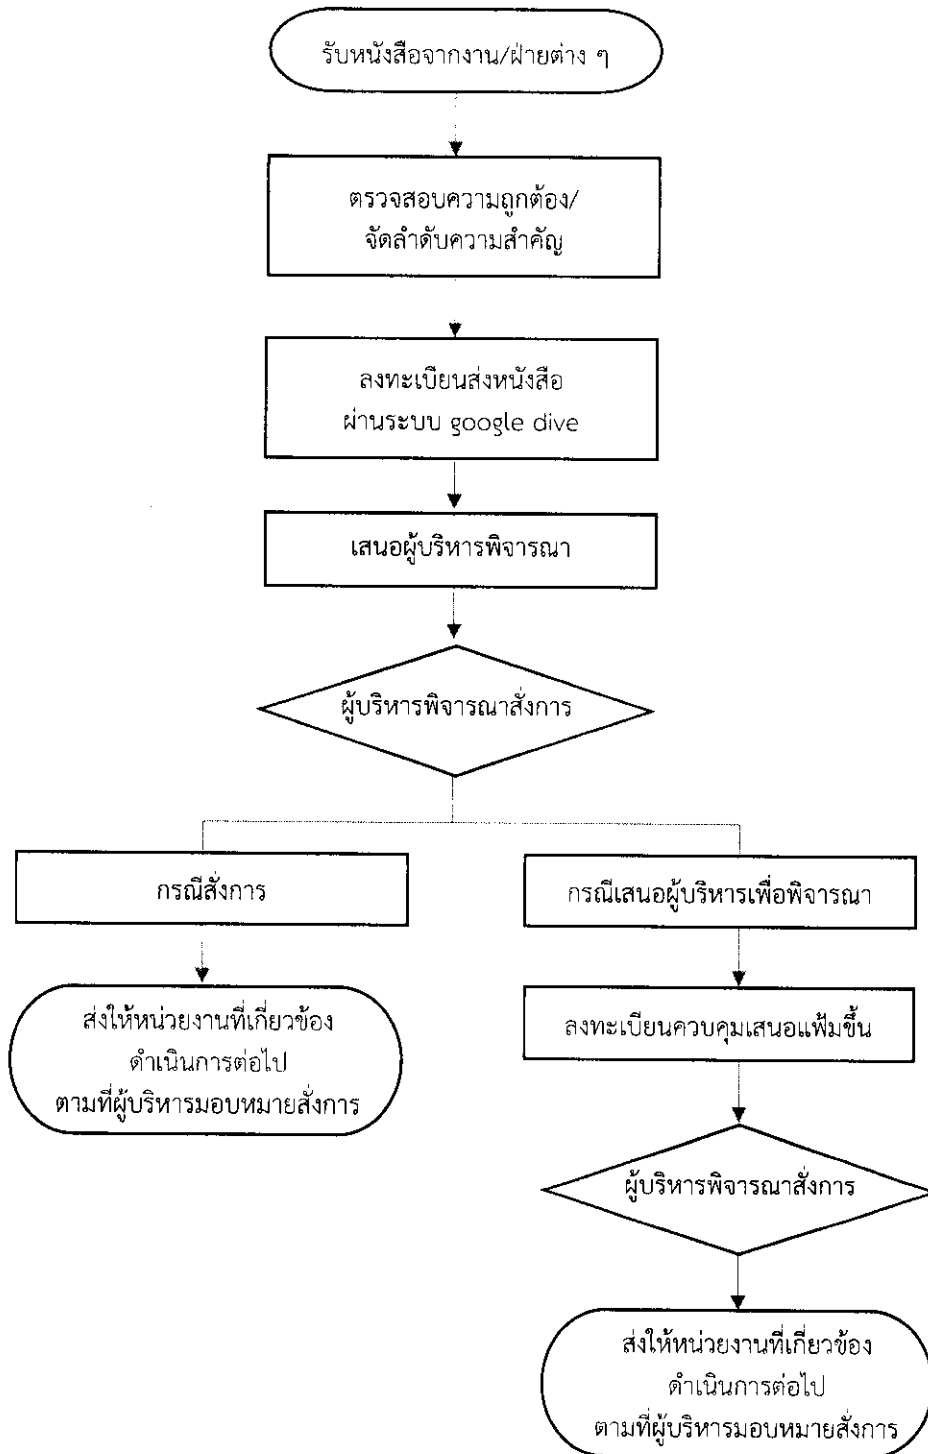 รับหนังสือจากงาน/ฝ่ายต่าง ๆ
ตรวจสอบความถูกต้อง/
จัดลำดับความสำคัญ
ลงทะเบียนส่งหนังสือ
ผ่านระบบ google dive
เสนอผู้บริหารพิจารณา
ผู้บริหารพิจารณาสั่งการ
กรณีสั่งการ
ส่งให้หน่วยงานที่เกี่ยวข้อง
ดำเนินการต่อไป
ตามที่ผู้บริหารมอบหมายสั่งการ
กรณีเสนอผู้บริหารเพื่อพิจารณา
ลงทะเบียนควบคุมเสนอแฟ้มขึ้น
ผู้บริหารพิจารณาสั่งการ
ส่งให้หน่วยงานที่เกี่ยวข้อง
ดำเนินการต่อไป
ตามที่ผู้บริหารมอบหมายสั่งการ